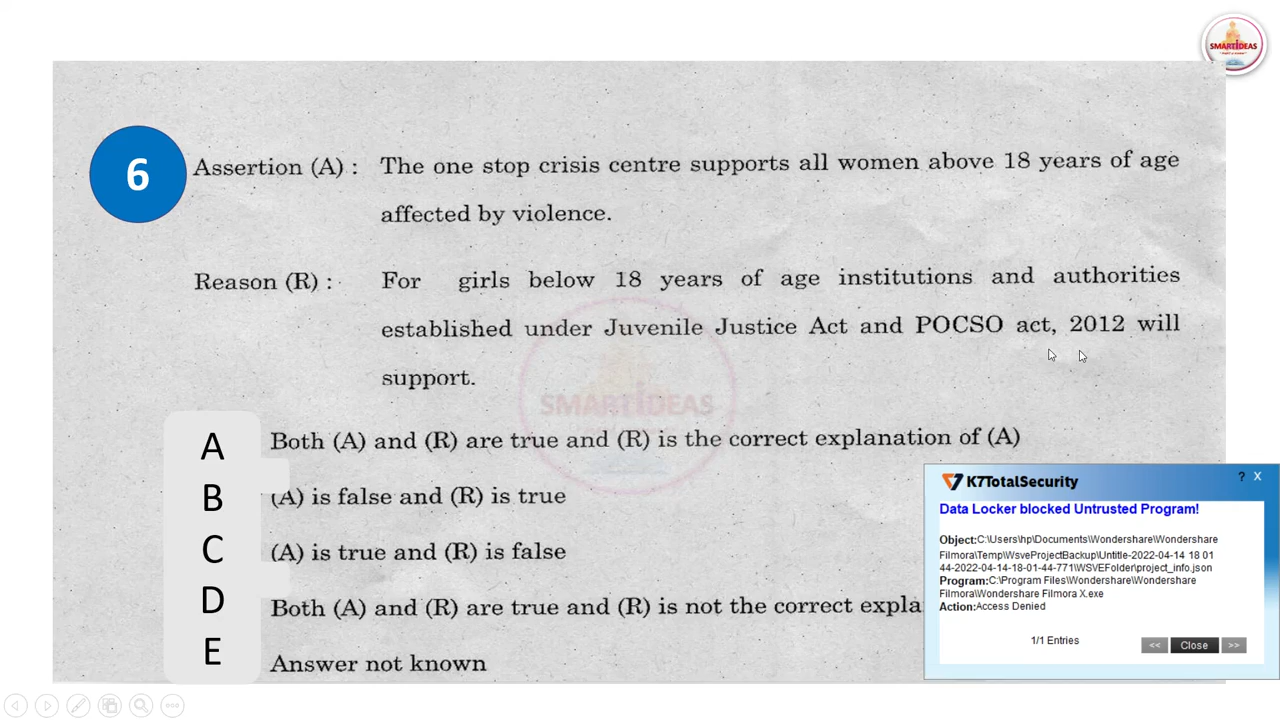 SMARTIDEAS
6
Assertion (A) : The one stop crisis centre supports all women above 18 years of age
affected by violence.
Reason (R) : For girls below 18 years of age institutions and authorities
established under Juvenile Justice Act and POCSO act, 2012 will
support.
SMARTIDEAS
A Both (A) and (R) are true and (R) is the correct explanation of (A)
B (A) is false and (R) is true
C (A) is true and (R) is false
D Both (A) and (R) are true and (R) is not the correct expla
E Answer not known
K7TotalSecurity ? X
Data Locker blocked Untrusted Program!
Object:C:\Users\hp\Documents\Wondershare\Wondershare
Filmora\Temp\WsveProjectBackup\Untitle-2022-04-14 18 01
44-2022-04-14-18-01-44-771\WSVEFolder\project_info.json
Program:C:\Program Files\Wondershare\Wondershare
Filmora\Wondershare Filmora X.exe
Action:Access Denied
1/1 Entries << Close >>